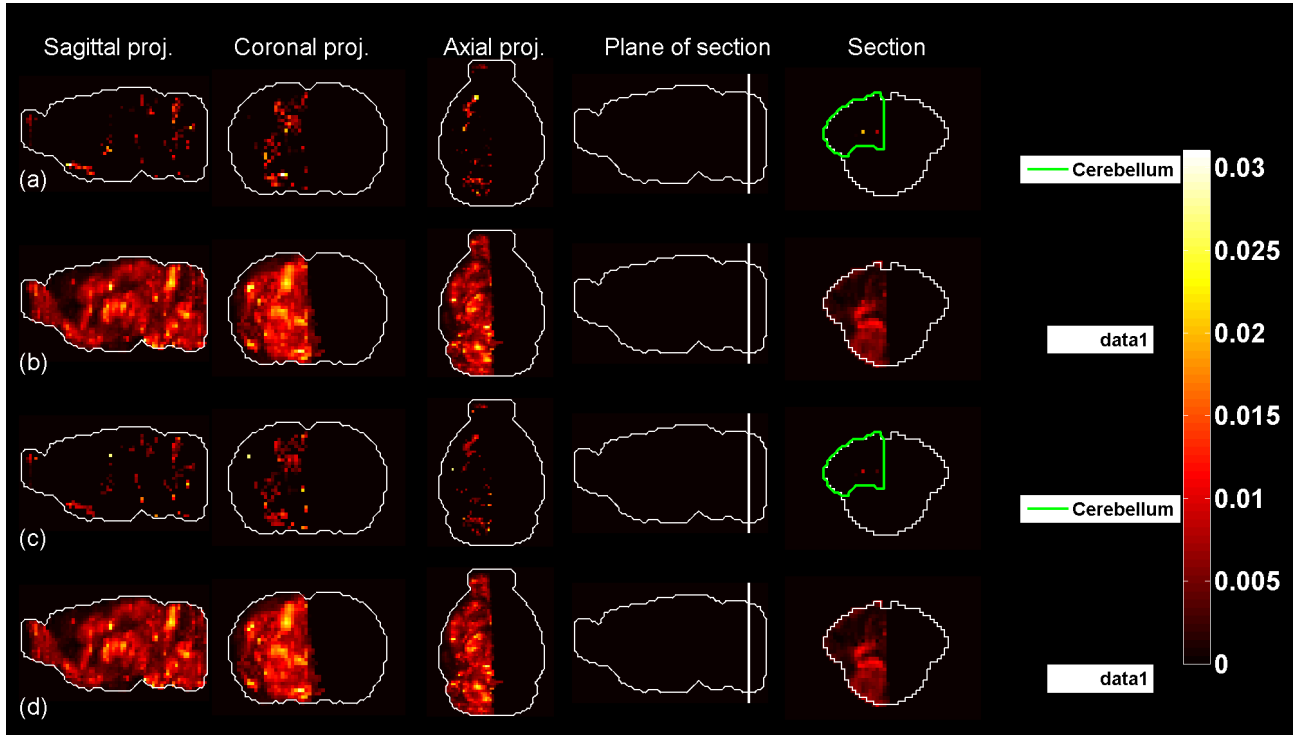 Sagittal proj. Coronal proj. Axial proj. Plane of section Section
(a)
Cerebellum
(b)
data1
(c)
Cerebellum
(d)
data1
0.03
0.025
0.02
0.015
0.01
0.005
0